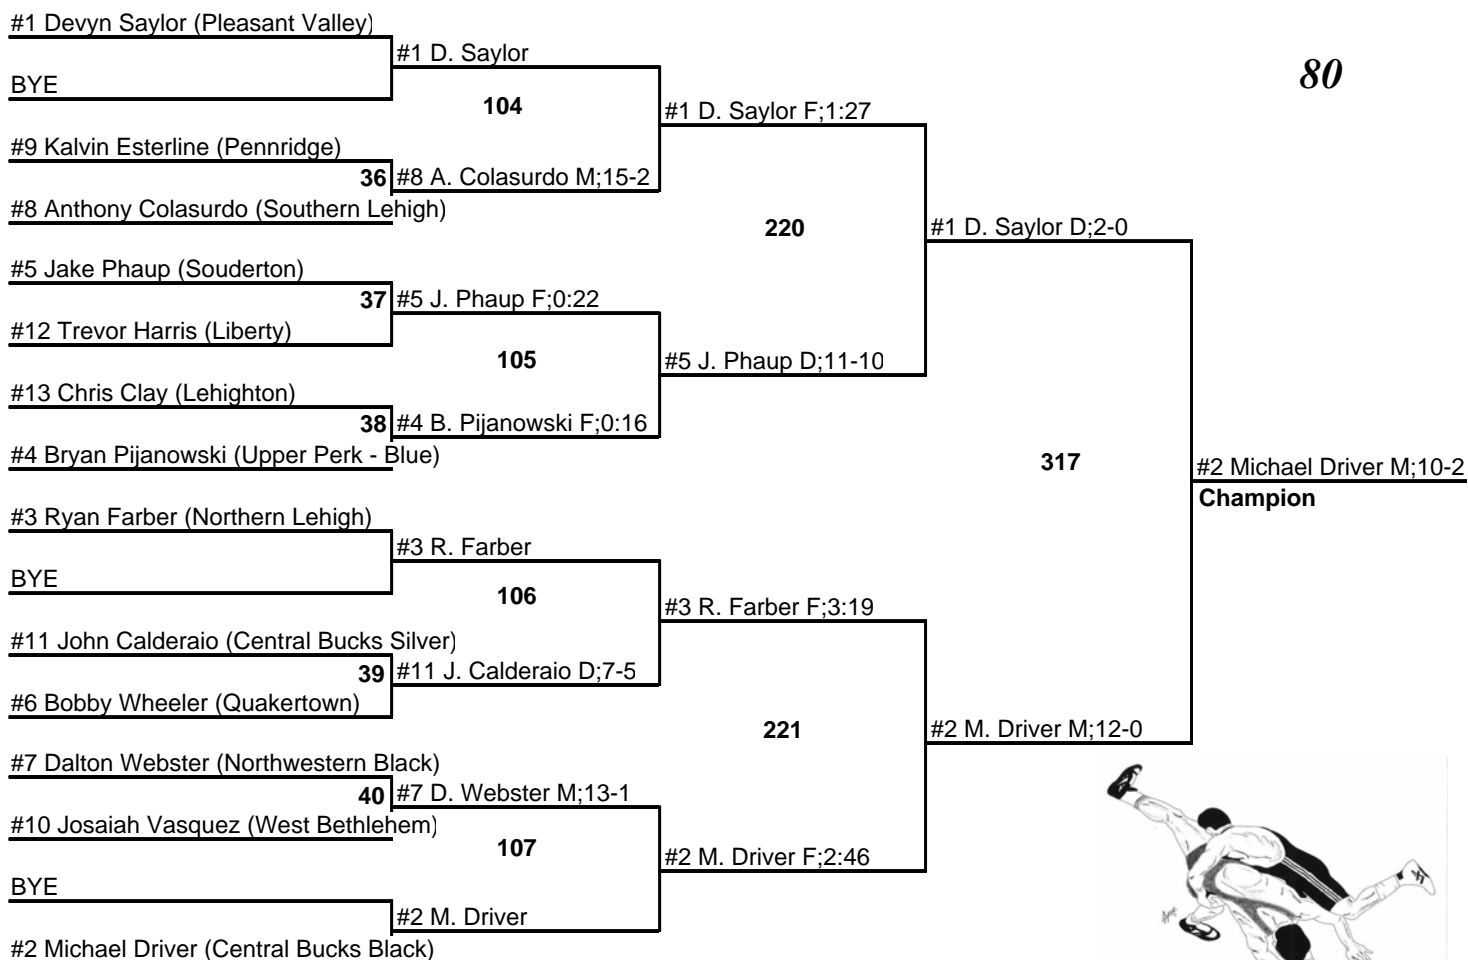 #1 Devyn Saylor (Pleasant Valley)
#1 D. Saylor
80
BYE
104
#1 D. Saylor F;1:27
#9 Kalvin Esterline (Pennridge)
36
#8 A. Colasurdo M;15-2
#8 Anthony Colasurdo (Southern Lehigh)
220
#1 D. Saylor D;2-0
#5 Jake Phaup (Souderton)
37
#5 J. Phaup F;0:22
#12 Trevor Harris (Liberty)
105
#5 J. Phaup D;11-10
#13 Chris Clay (Lehighton)
38
#4 B. Pijanowski F;0:16
#4 Bryan Pijanowski (Upper Perk - Blue)
317
#2 Michael Driver M;10-2
Champion
#3 Ryan Farber (Northern Lehigh)
#3 R. Farber
BYE
106
#3 R. Farber F;3:19
#11 John Calderaio (Central Bucks Silver)
39
#11 J. Calderaio D;7-5
#6 Bobby Wheeler (Quakertown)
221
#2 M. Driver M;12-0
#7 Dalton Webster (Northwestern Black)
40
#7 D. Webster M;13-1
#10 Josaiah Vasquez (West Bethlehem)
107
#2 M. Driver F;2:46
BYE
#2 M. Driver
#2 Michael Driver (Central Bucks Black)